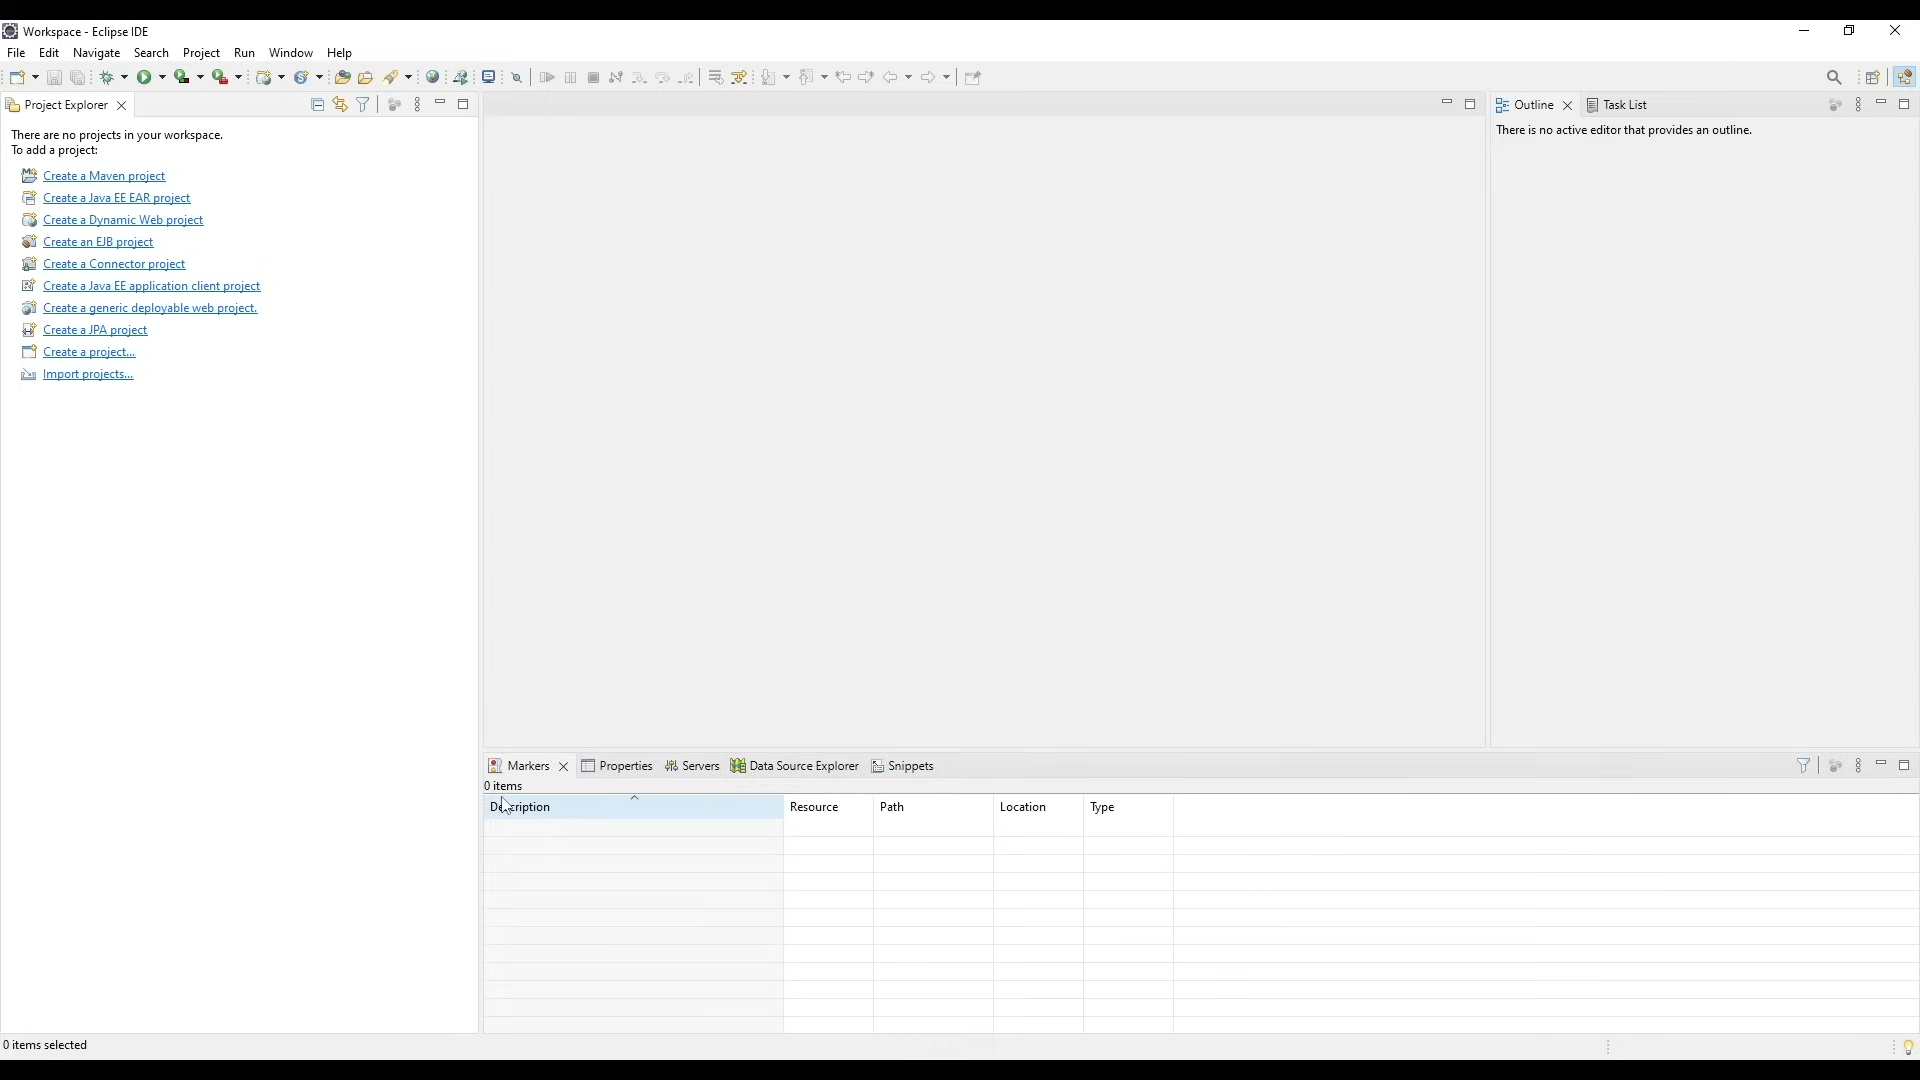 Workspace - Eclipse IDE
File Edit Navigate Search Project Run Window Help
Project Explorer
There are no projects in your workspace.
To add a project:
Create a Maven project
Create a Java EE EAR project
Create a Dynamic Web project
Create an EJB project
Create a Connector project
Create a Java EE application client project
Create a generic deployable web project.
Create a JPA project
Create a project...
Import projects...
Outline Task List
There is no active editor that provides an outline.
Markers Properties Servers Data Source Explorer Snippets
0 items
Description Resource Path Location Type
0 items selected